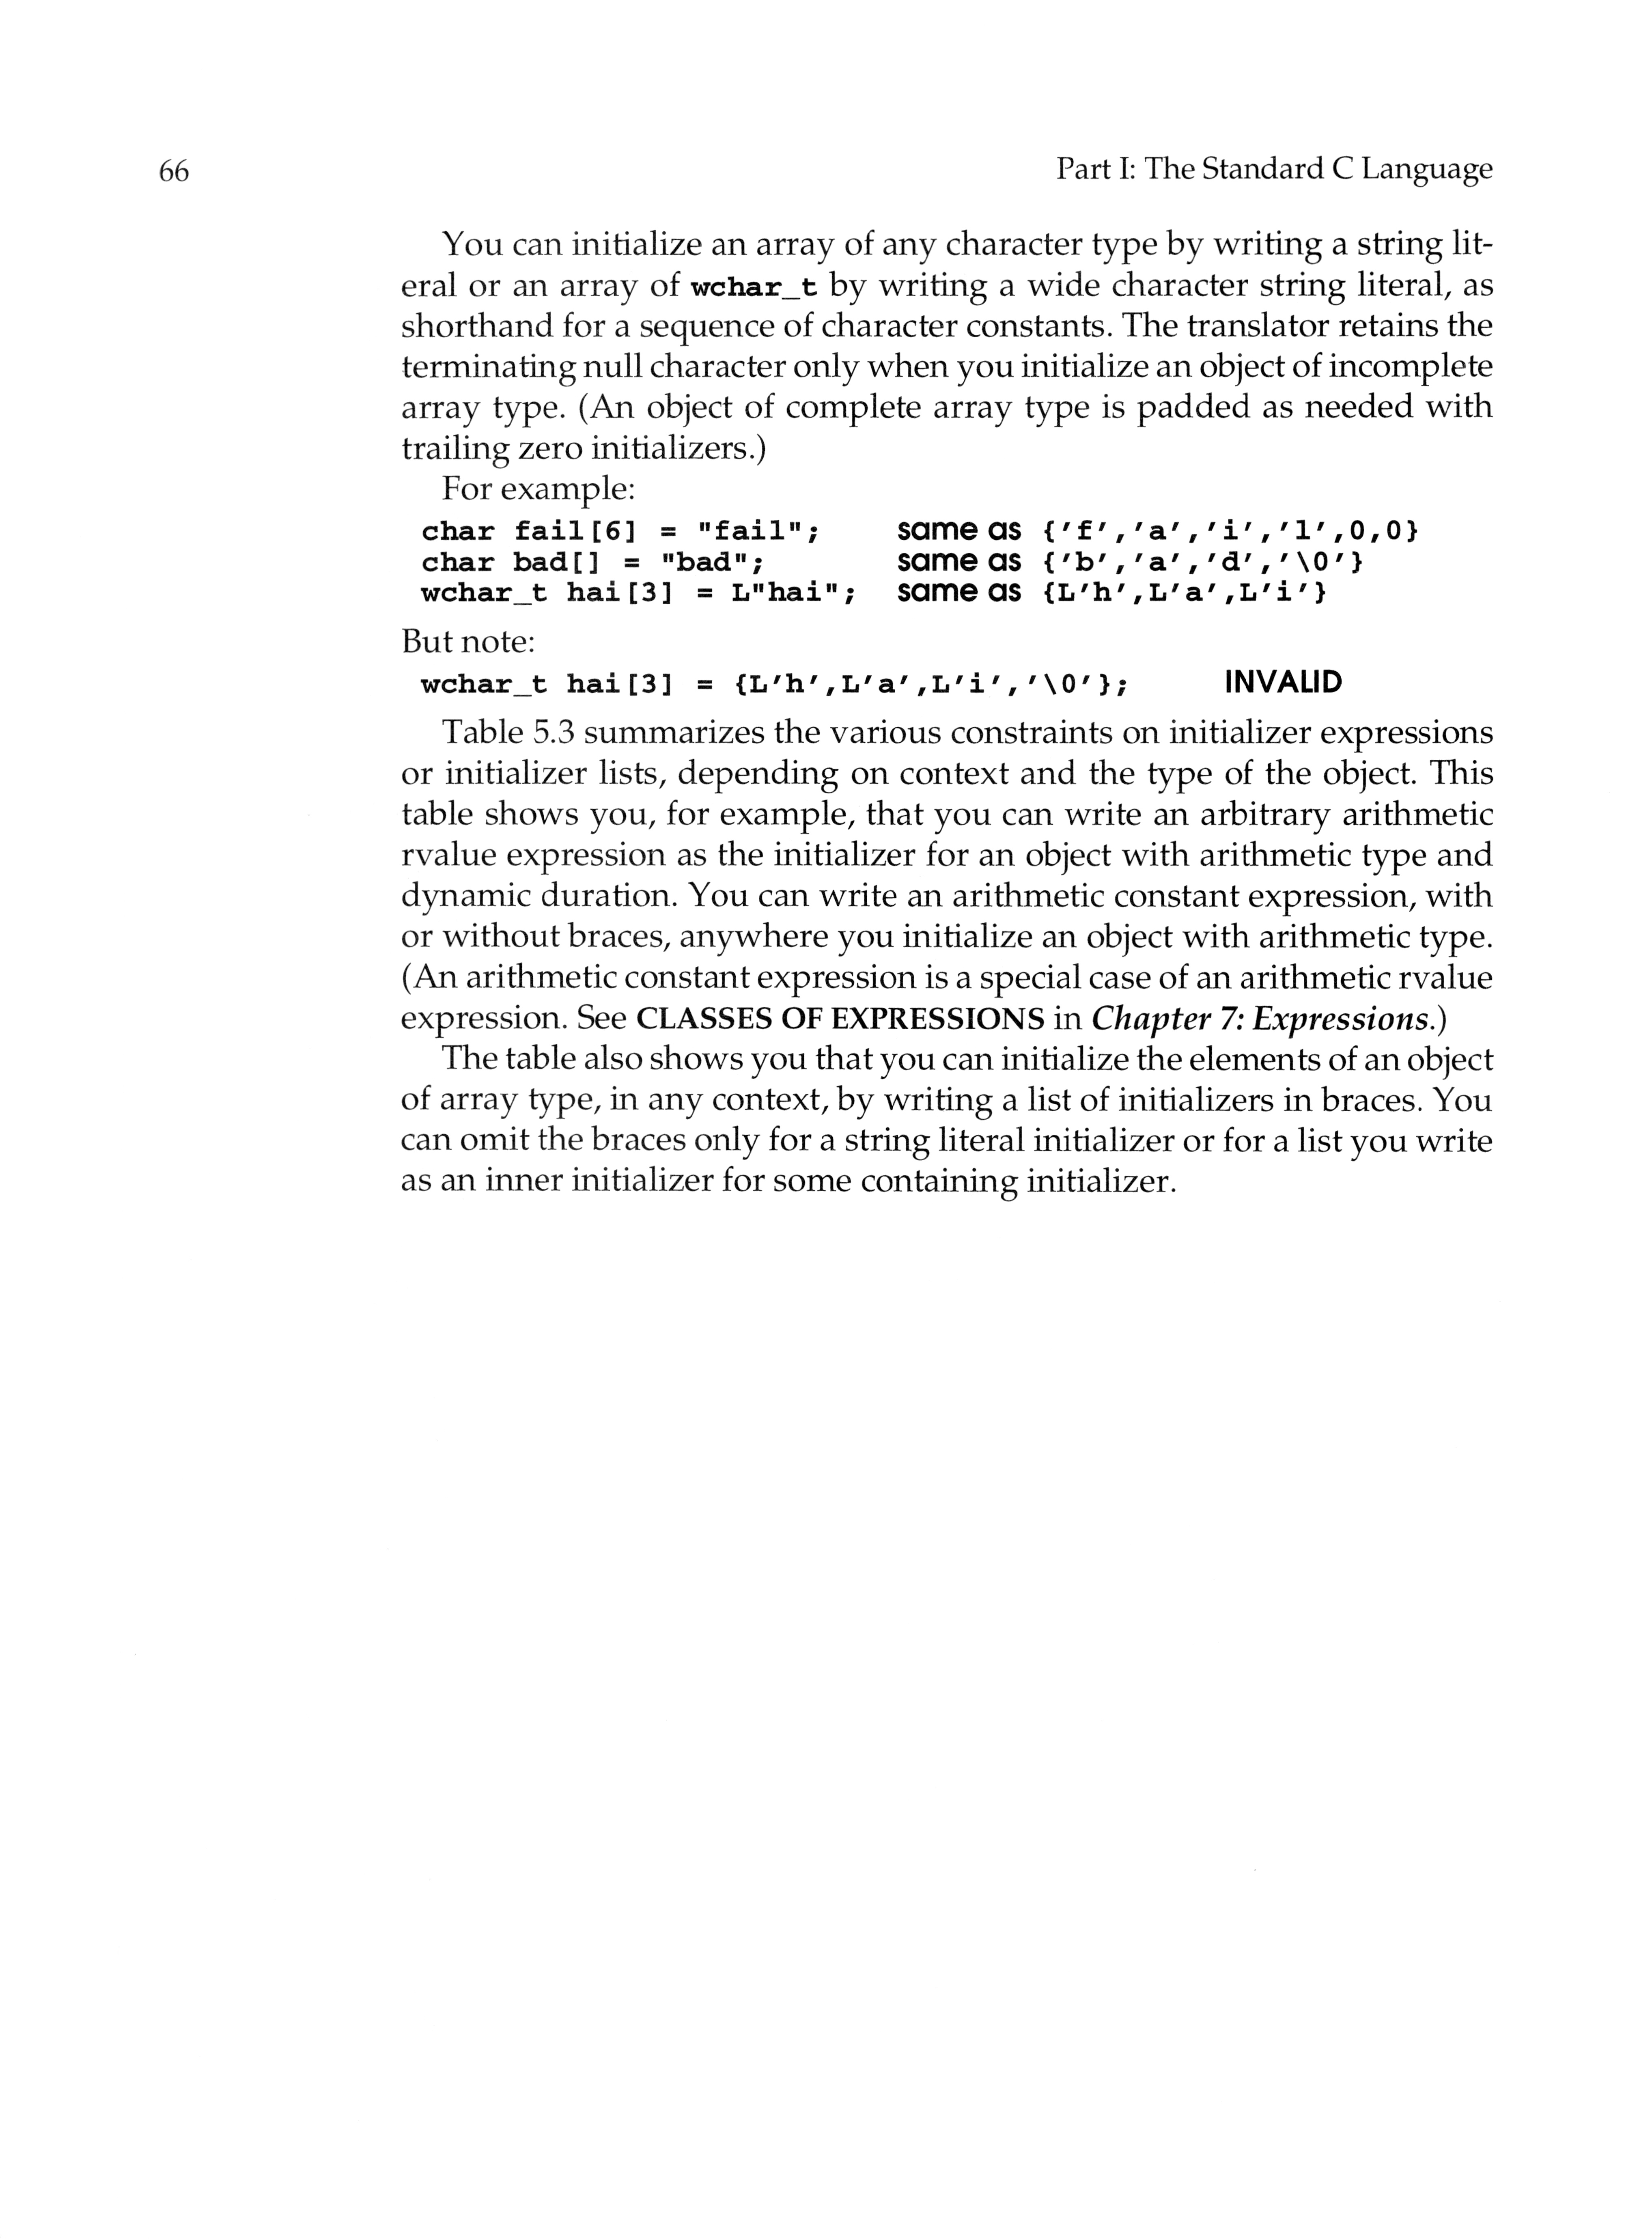 66 Part I: The Standard C Language
You can initialize an array of any character type by writing a string lit-
eral or an array of wchar_t by writing a wide character string literal, as
shorthand for a sequence of character constants. The translator retains the
terminating null character only when you initialize an object of incomplete
array type. (An object of complete array type is padded as needed with
trailing zero initializers.)
For example:
char fail[6] = "fail"; same as {'f','a','i','l',0,0}
char bad[] = "bad"; same as {'b','a','d','\0'}
wchar_t hai[3] = L"hai"; same as {L'h',L'a',L'i'}
But note:
wchar_t hai[3] = {L'h',L'a',L'i','\0'}; INVALID
Table 5.3 summarizes the various constraints on initializer expressions
or initializer lists, depending on context and the type of the object. This
table shows you, for example, that you can write an arbitrary arithmetic
rvalue expression as the initializer for an object with arithmetic type and
dynamic duration. You can write an arithmetic constant expression, with
or without braces, anywhere you initialize an object with arithmetic type.
(An arithmetic constant expression is a special case of an arithmetic rvalue
expression. See CLASSES OF EXPRESSIONS in Chapter 7: Expressions.)
The table also shows you that you can initialize the elements of an object
of array type, in any context, by writing a list of initializers in braces. You
can omit the braces only for a string literal initializer or for a list you write
as an inner initializer for some containing initializer.